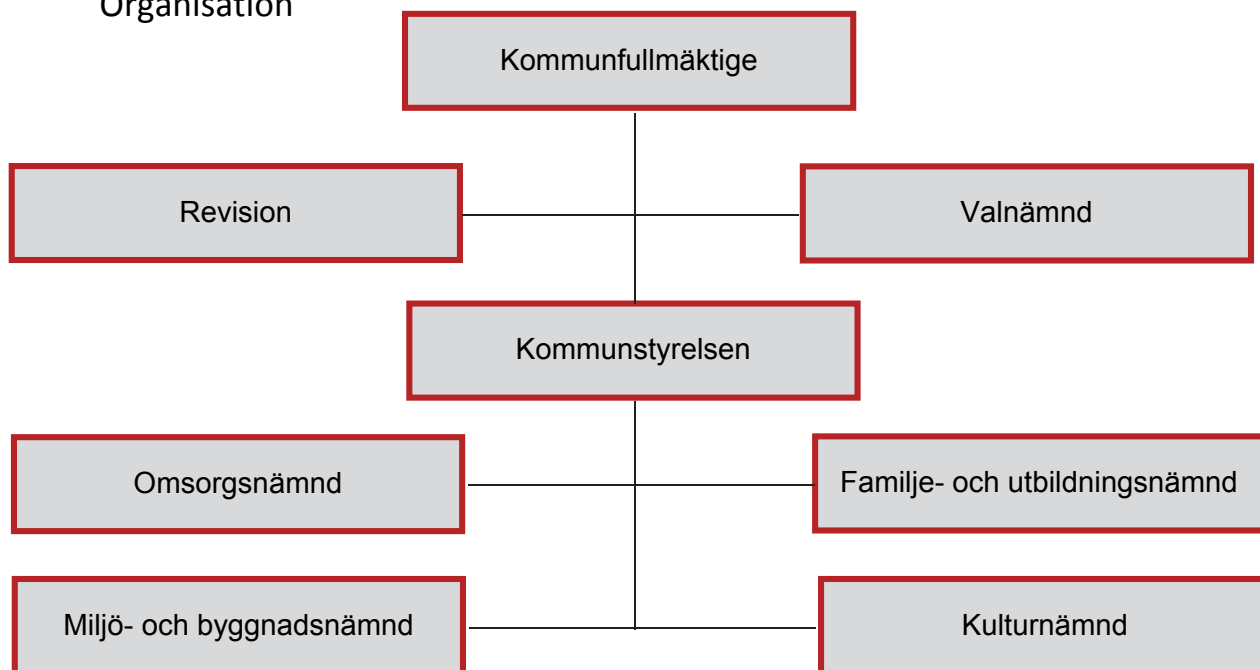 Organisation
Kommunfullmäktige
Revision
Valnämnd
Kommunstyrelsen
Omsorgsnämnd
Familje- och utbildningsnämnd
Miljö- och byggnadsnämnd
Kulturnämnd